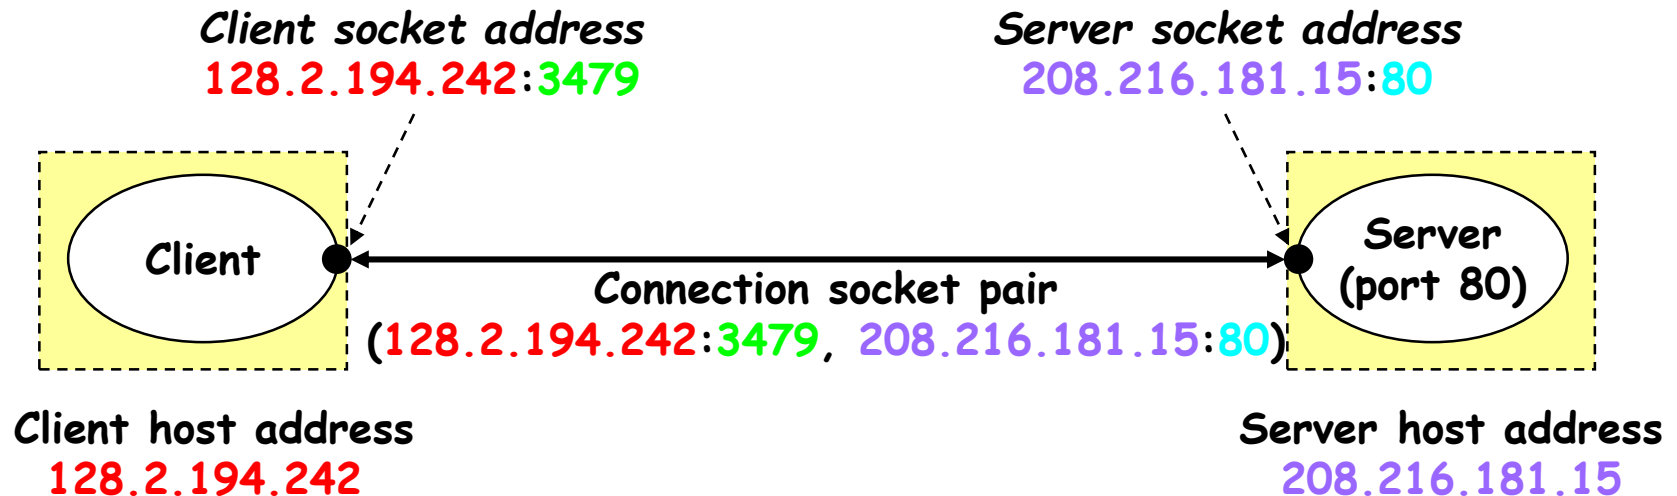 Client socket address
128.2.194.242:3479
Server socket address
208.216.181.15:80
Client
Server
(port 80)
Connection socket pair
(128.2.194.242:3479, 208.216.181.15:80)
Client host address
128.2.194.242
Server host address
208.216.181.15